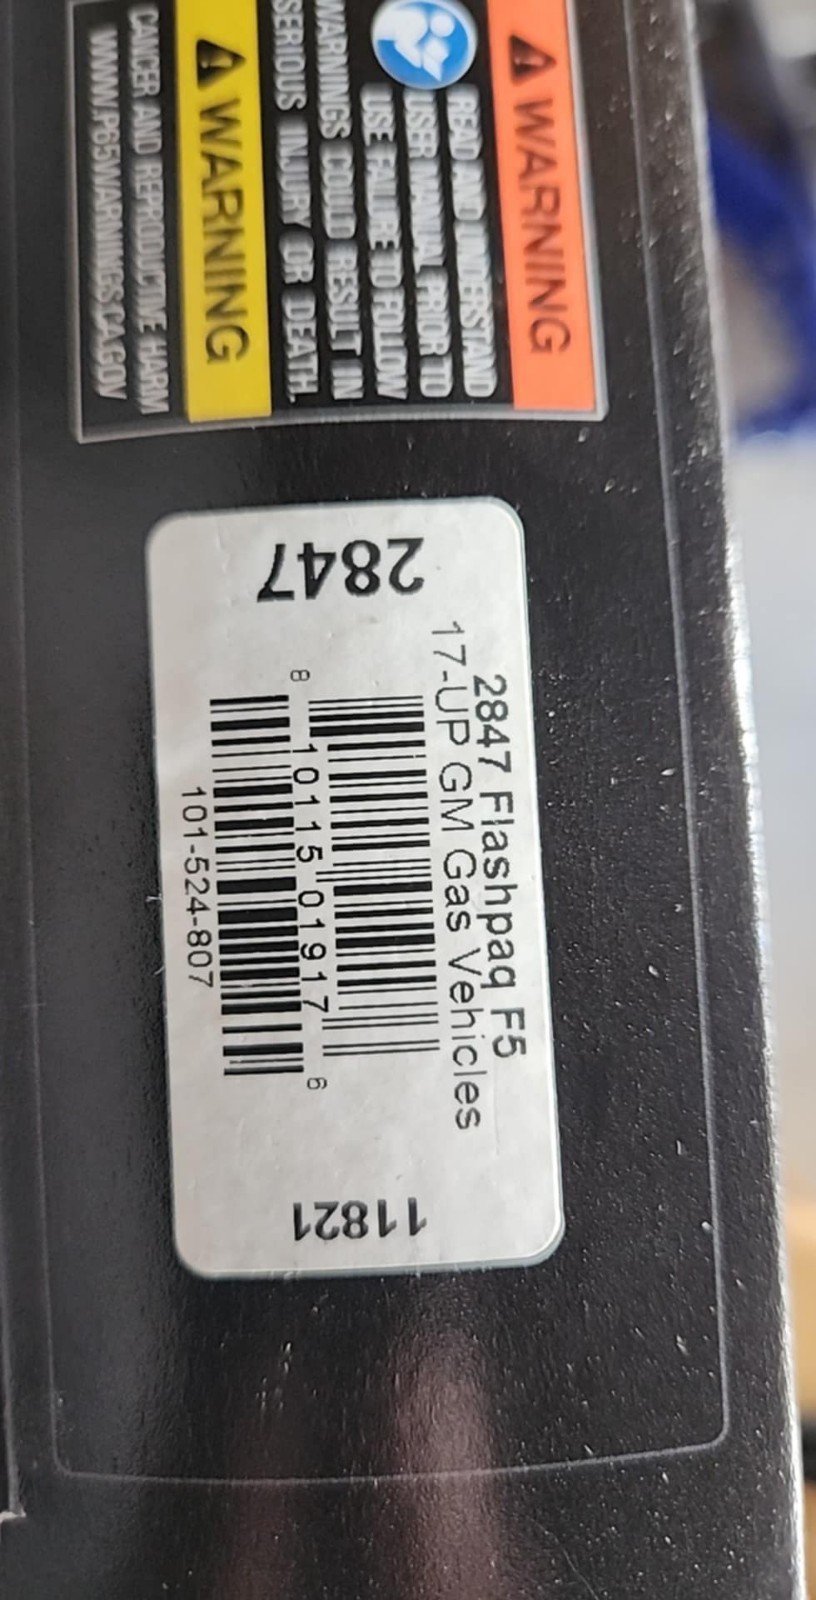 WARNING
READ AND UNDERSTAND
USER MANUAL PRIOR TO
USE FAILURE TO FOLLOW
WARNINGS COULD RESULT IN
SERIOUS INJURY OR DEATH.
WARNING
CANCER AND REPRODUCTIVE HARM
WWW.P65WARNINGS.CA.GOV
2847
2847 Flashpaq F5
17-UP GM Gas Vehicles
8 10115 01917 6
101-524-807
11821